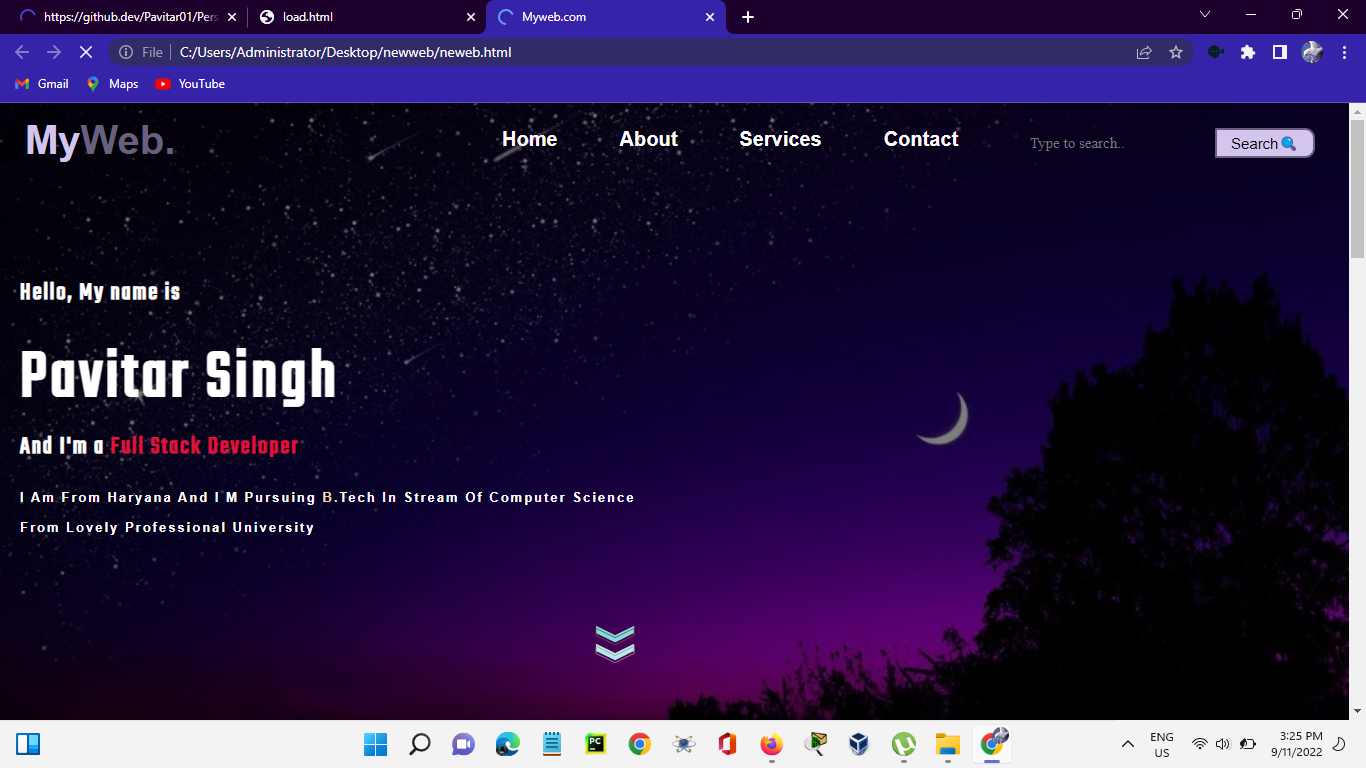 https://github.dev/Pavitar01/Pers
load.html
Myweb.com
File
C:/Users/Administrator/Desktop/newweb/neweb.html
Gmail
Maps
YouTube
MyWeb.
Home
About
Services
Contact
Type to search..
Search
Hello, My name is
Pavitar Singh
And I'm a Full Stack Developer
I Am From Haryana And I M Pursuing B.Tech In Stream Of Computer Science
From Lovely Professional University
PC
ENG
US
3:25 PM
9/11/2022